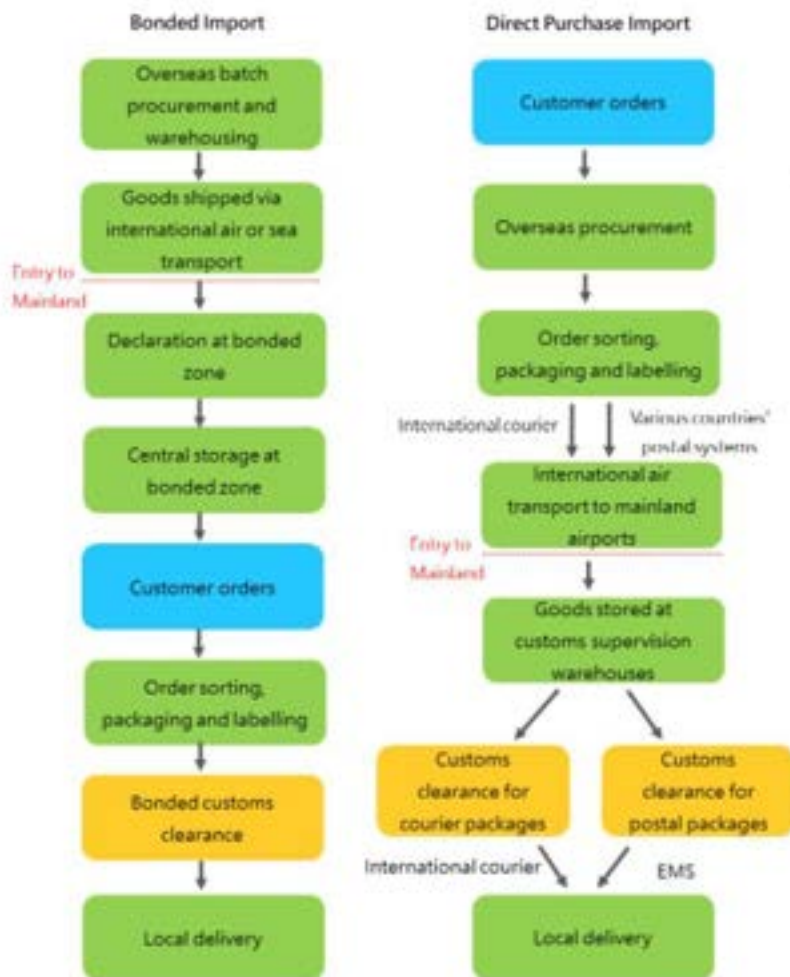 Bonded Import
Overseas batch
procurement and
warehousing
Goods shipped via
international air or sea
transport
Entry to
Mainland
Declaration at bonded
zone
Central storage at
bonded zone
Customer orders
Order sorting,
packaging and labelling
Bonded customs
clearance
Local delivery
Direct Purchase Import
Customer orders
Overseas procurement
Order sorting,
packaging and labelling
International courier
Various countries'
postal systems
International air
transport to mainland
airports
Entry to
Mainland
Goods stored at
customs supervision
warehouses
Customs
clearance for
courier packages
Customs
clearance for
postal packages
International courier
EMS
Local delivery